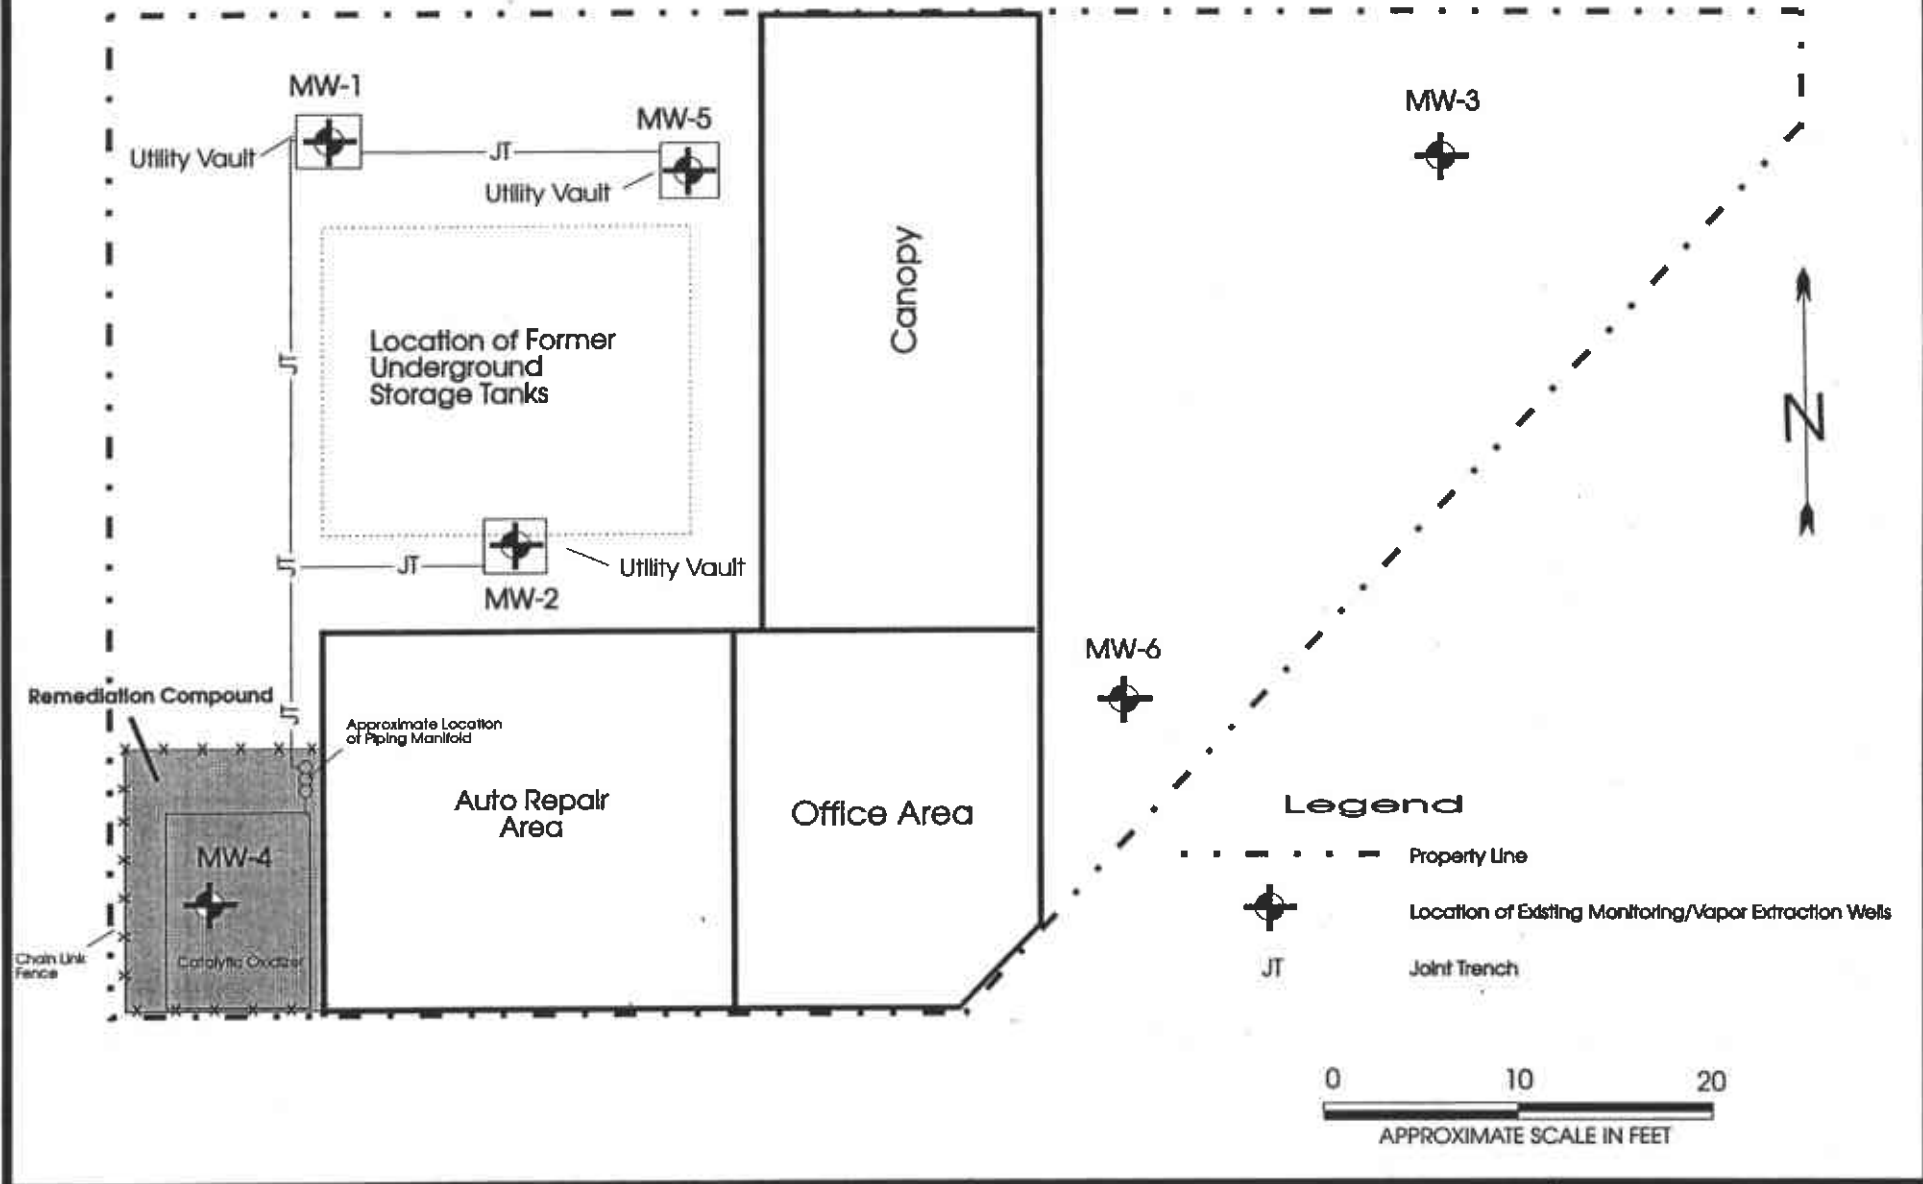 MW-1
MW-5
MW-3
Utility Vault
JT
Utility Vault
Canopy
JT
Location of Former
Underground
Storage Tanks
N
JT
JT
Utility Vault
MW-2
MW-6
Remediation Compound
JT
Approximate Location
of Piping Manifold
Auto Repair
Area
Office Area
Legend
MW-4
Property Line
Location of Existing Monitoring/Vapor Extraction Wells
Chain Link
Fence
Catalytic Oxidizer
JT
Joint Trench
0 10 20
APPROXIMATE SCALE IN FEET